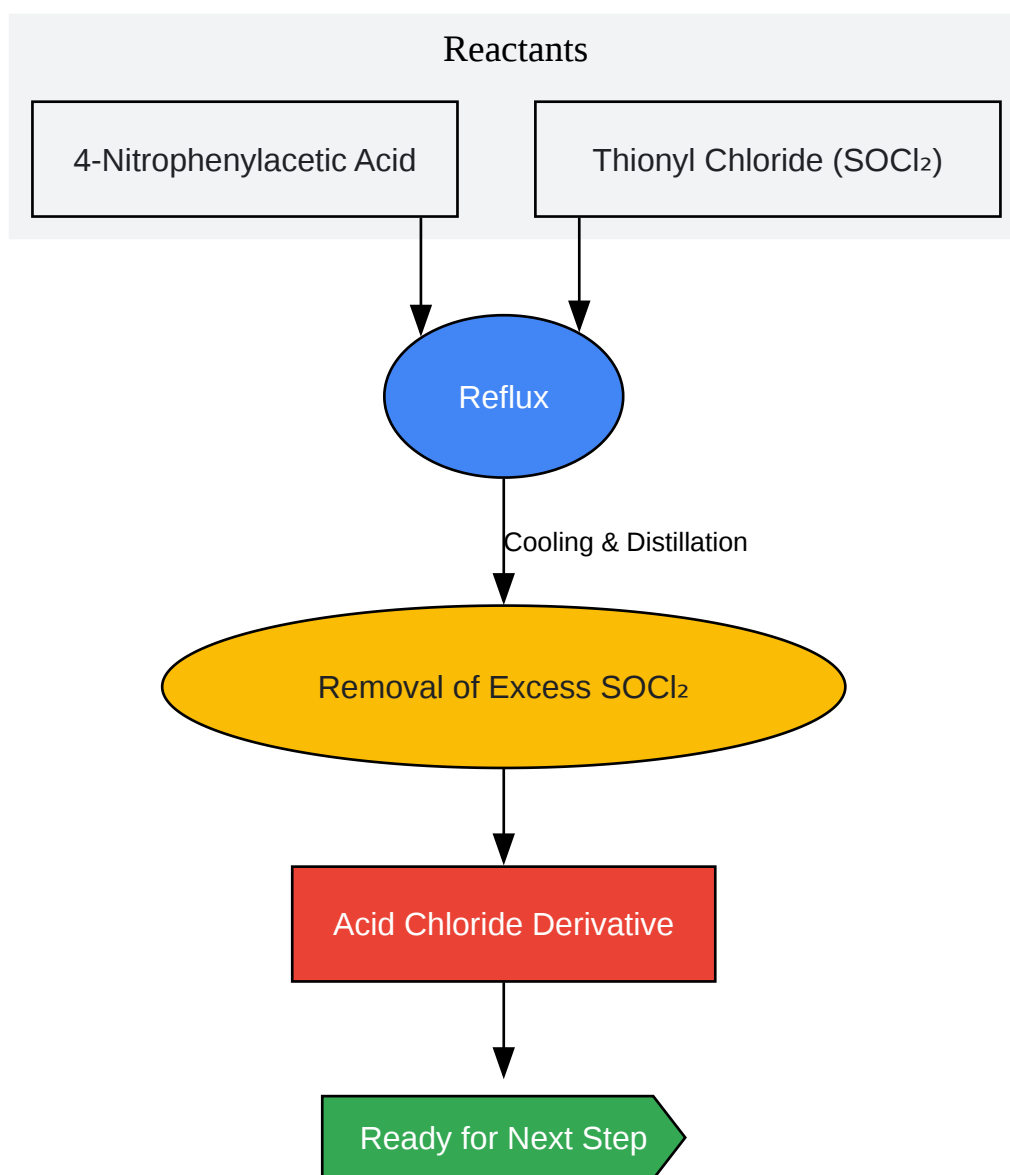 Reactants
4-Nitrophenylacetic Acid
Thionyl Chloride (SOCl₂)
Reflux
Cooling & Distillation
Removal of Excess SOCl₂
Acid Chloride Derivative
Ready for Next Step